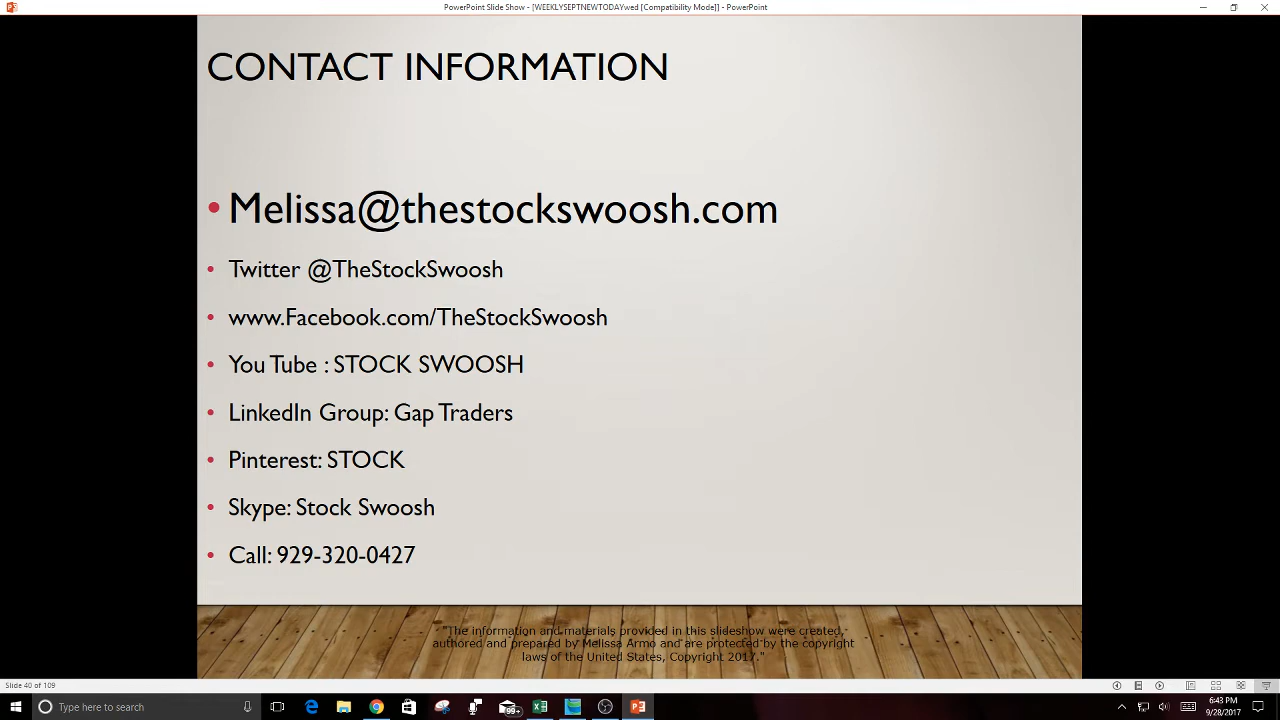 PowerPoint Slide Show - [WEEKLYSEPTNEWTODAYwed [Compatibility Mode]] - PowerPoint
CONTACT INFORMATION
• Melissa@thestockswoosh.com
• Twitter @TheStockSwoosh
• www.Facebook.com/TheStockSwoosh
• You Tube : STOCK SWOOSH
• LinkedIn Group: Gap Traders
• Pinterest: STOCK
• Skype: Stock Swoosh
• Call: 929-320-0427
"The information and materials provided in this slideshow were created,
authored and prepared by Melissa Armo and are protected by the copyright
laws of the United States, Copyright 2017."
Slide 40 of 109
Type here to search
99+
6:43 PM
9/28/2017